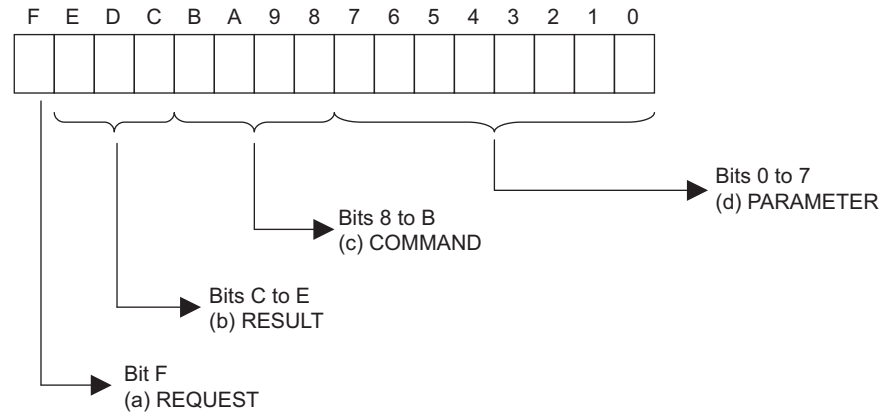 F E D C B A 9 8 7 6 5 4 3 2 1 0
Bits 0 to 7
(d) PARAMETER
Bits 8 to B
(c) COMMAND
Bits C to E
(b) RESULT
Bit F
(a) REQUEST